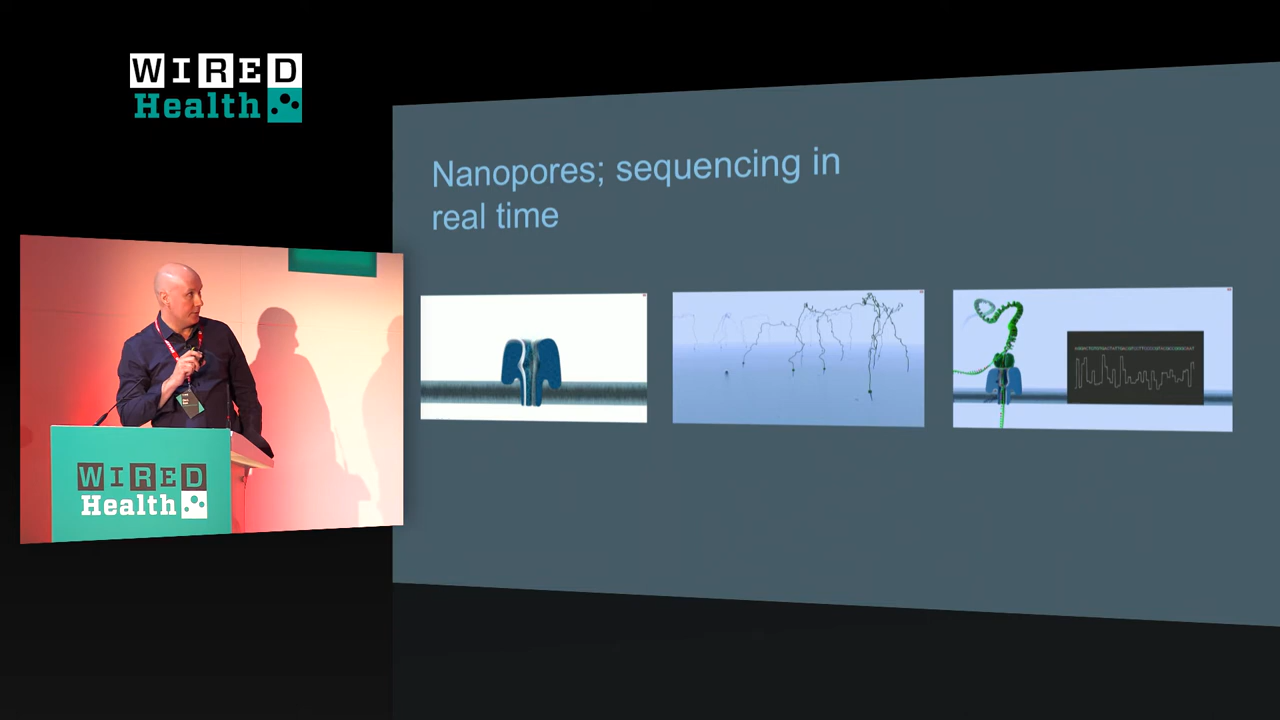 WIRED
Health
Nanopores; sequencing in
real time
WIRED
Health